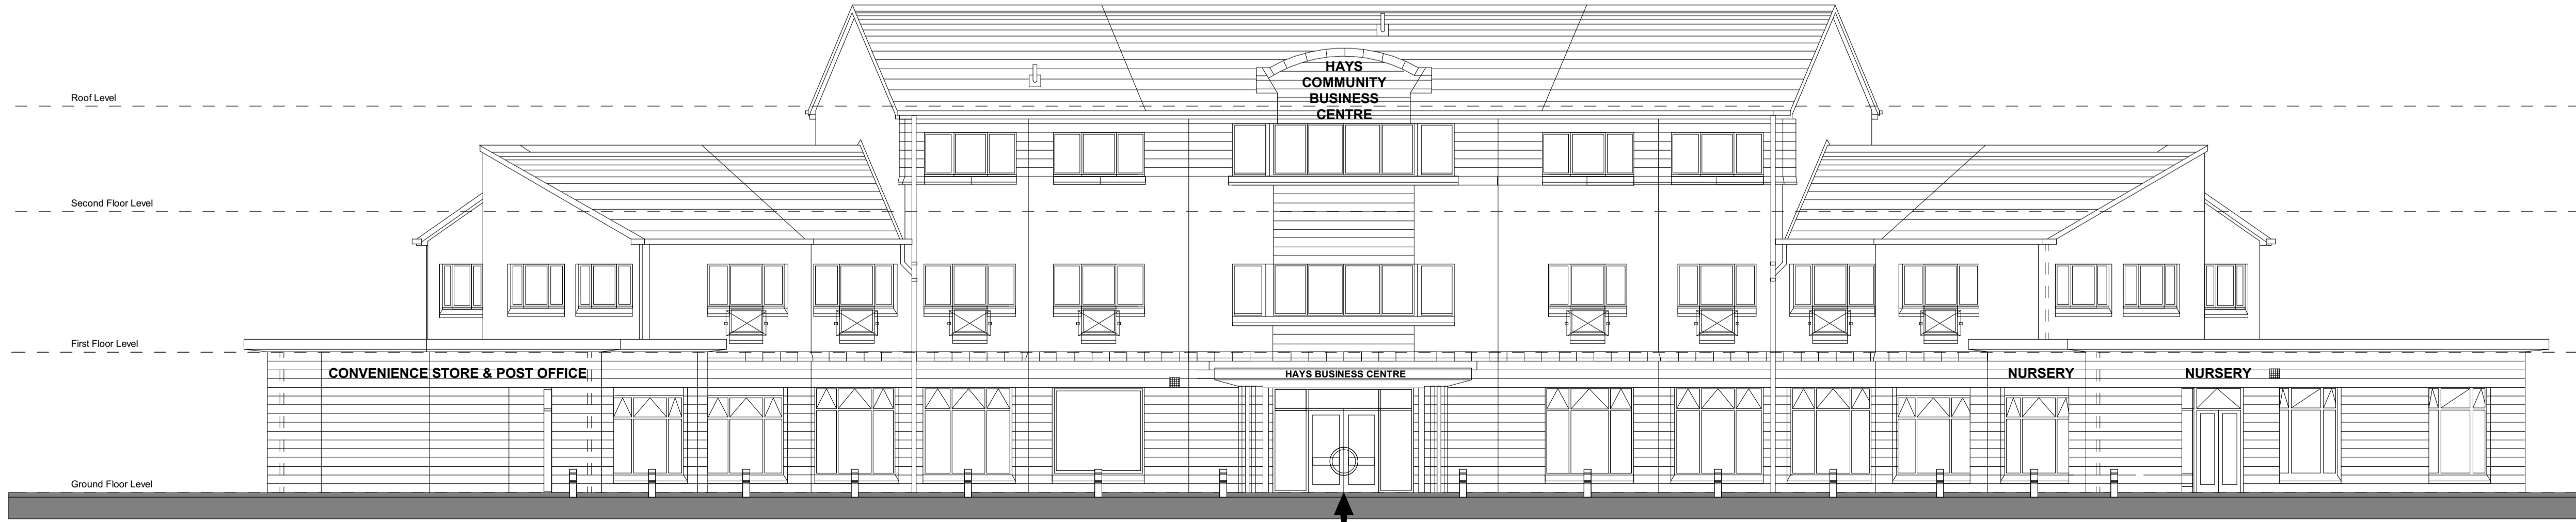 HAYS
COMMUNITY
BUSINESS
CENTRE
Roof Level
Second Floor Level
First Floor Level
CONVENIENCE STORE & POST OFFICE
HAYS BUSINESS CENTRE
NURSERY
NURSERY
Ground Floor Level